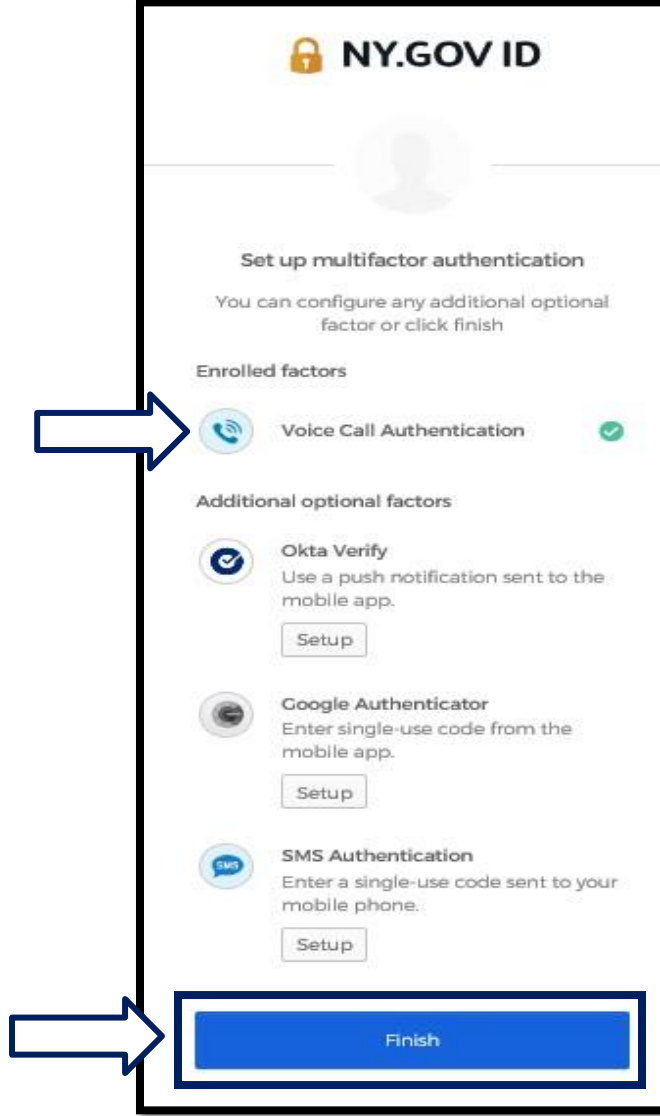 NY.GOV ID
Set up multifactor authentication
You can configure any additional optional
factor or click finish
Enrolled factors
Voice Call Authentication
Additional optional factors
Okta Verify
Use a push notification sent to the
mobile app.
Setup
Google Authenticator
Enter single-use code from the
mobile app.
Setup
SMS
SMS Authentication
Enter a single-use code sent to your
mobile phone.
Setup
Finish